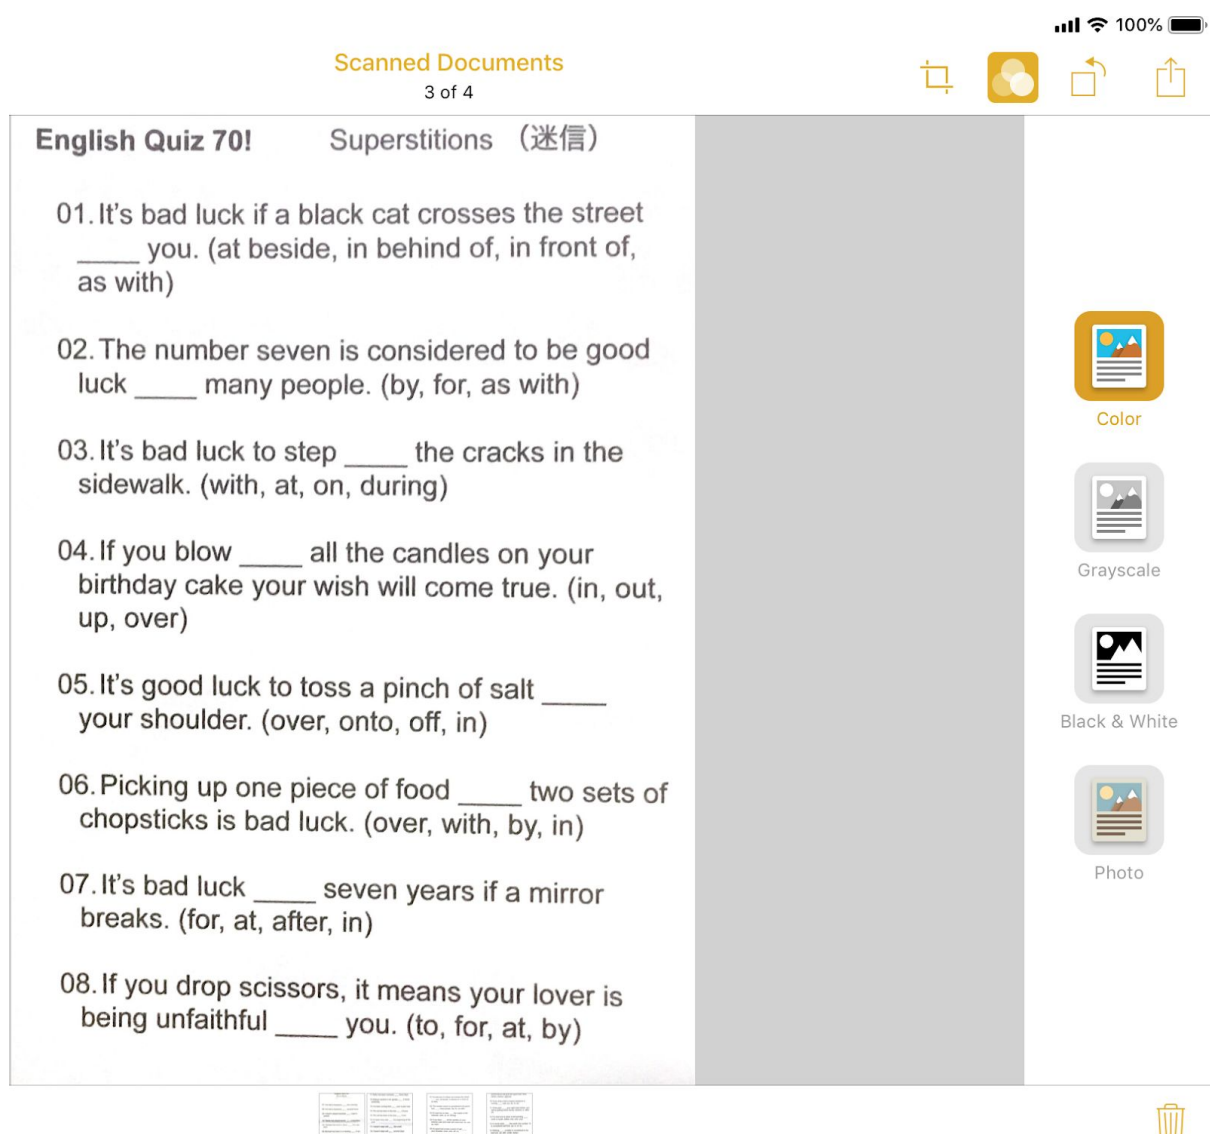 100%
Scanned Documents
3 of 4
English Quiz 70! Superstitions （迷信）
01. It's bad luck if a black cat crosses the street
_____ you. (at beside, in behind of, in front of,
as with)
02. The number seven is considered to be good
luck _____ many people. (by, for, as with)
03. It's bad luck to step _____ the cracks in the
sidewalk. (with, at, on, during)
04. If you blow _____ all the candles on your
birthday cake your wish will come true. (in, out,
up, over)
05. It's good luck to toss a pinch of salt _____
your shoulder. (over, onto, off, in)
06. Picking up one piece of food _____ two sets of
chopsticks is bad luck. (over, with, by, in)
07. It's bad luck _____ seven years if a mirror
breaks. (for, at, after, in)
08. If you drop scissors, it means your lover is
being unfaithful _____ you. (to, for, at, by)
Color
Grayscale
Black & White
Photo